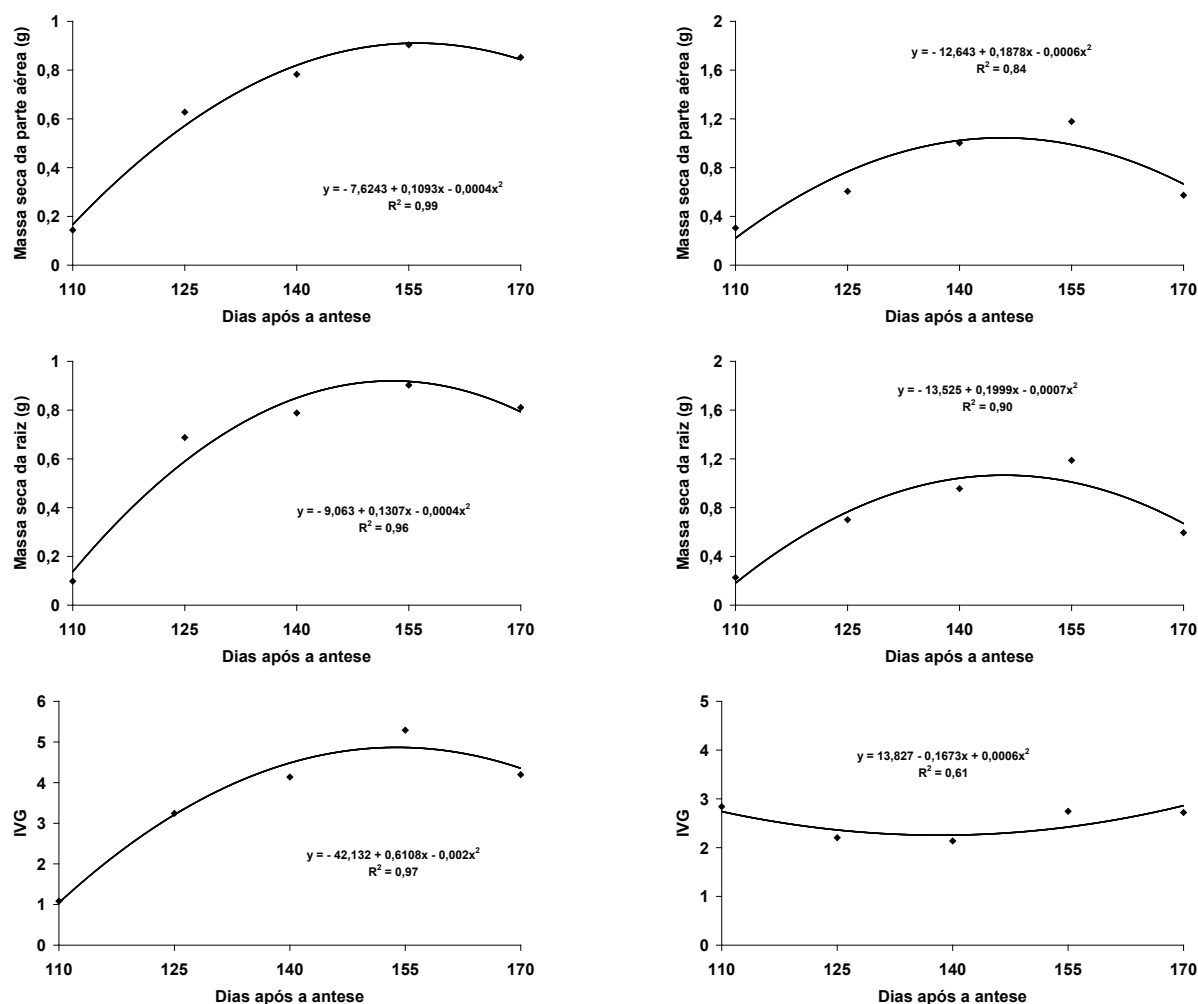 Massa seca da parte aérea (g)
1
0,8
0,6
0,4
0,2
0
y = - 7,6243 + 0,1093x - 0,0004x²
R² = 0,99
110 125 140 155 170
Dias após a antese
Massa seca da parte aérea (g)
2
1,6
1,2
0,8
0,4
0
y = - 12,643 + 0,1878x - 0,0006x²
R² = 0,84
110 125 140 155 170
Dias após a antese
Massa seca da raiz (g)
1
0,8
0,6
0,4
0,2
0
y = - 9,063 + 0,1307x - 0,0004x²
R² = 0,96
110 125 140 155 170
Dias após a antese
Massa seca da raiz (g)
2
1,6
1,2
0,8
0,4
0
y = - 13,525 + 0,1999x - 0,0007x²
R² = 0,90
110 125 140 155 170
Dias após a antese
IVG
6
5
4
3
2
1
0
y = - 42,132 + 0,6108x - 0,002x²
R² = 0,97
110 125 140 155 170
Dias após a antese
IVG
5
4
3
2
1
0
y = 13,827 - 0,1673x + 0,0006x²
R² = 0,61
110 125 140 155 170
Dias após a antese